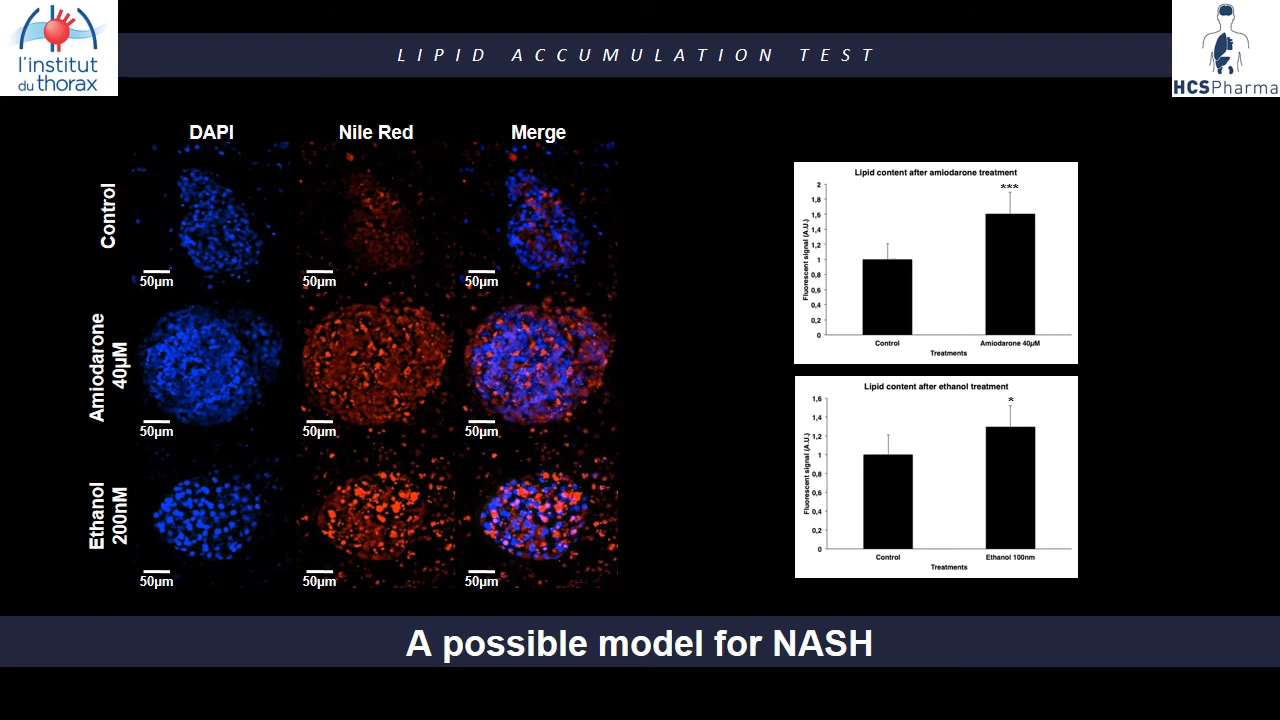 l'institut
du thorax
LIPID ACCUMULATION TEST
HCSPharma
DAPI
Nile Red
Merge
Control
50µm
50µm
50µm
Amiodarone
40µM
50µm
50µm
50µm
Ethanol
200nM
50µm
50µm
50µm
Lipid content after amiodarone treatment
***
2
1,8
1,6
1,4
1,2
1
0,8
0,6
0,4
0,2
0
Fluorescent signal (A.U.)
Control
Amiodarone 40µM
Treatments
Lipid content after ethanol treatment
*
1,6
1,4
1,2
1
0,8
0,6
0,4
0,2
0
Fluorescent signal (A.U.)
Control
Ethanol 100nm
Treatments
A possible model for NASH